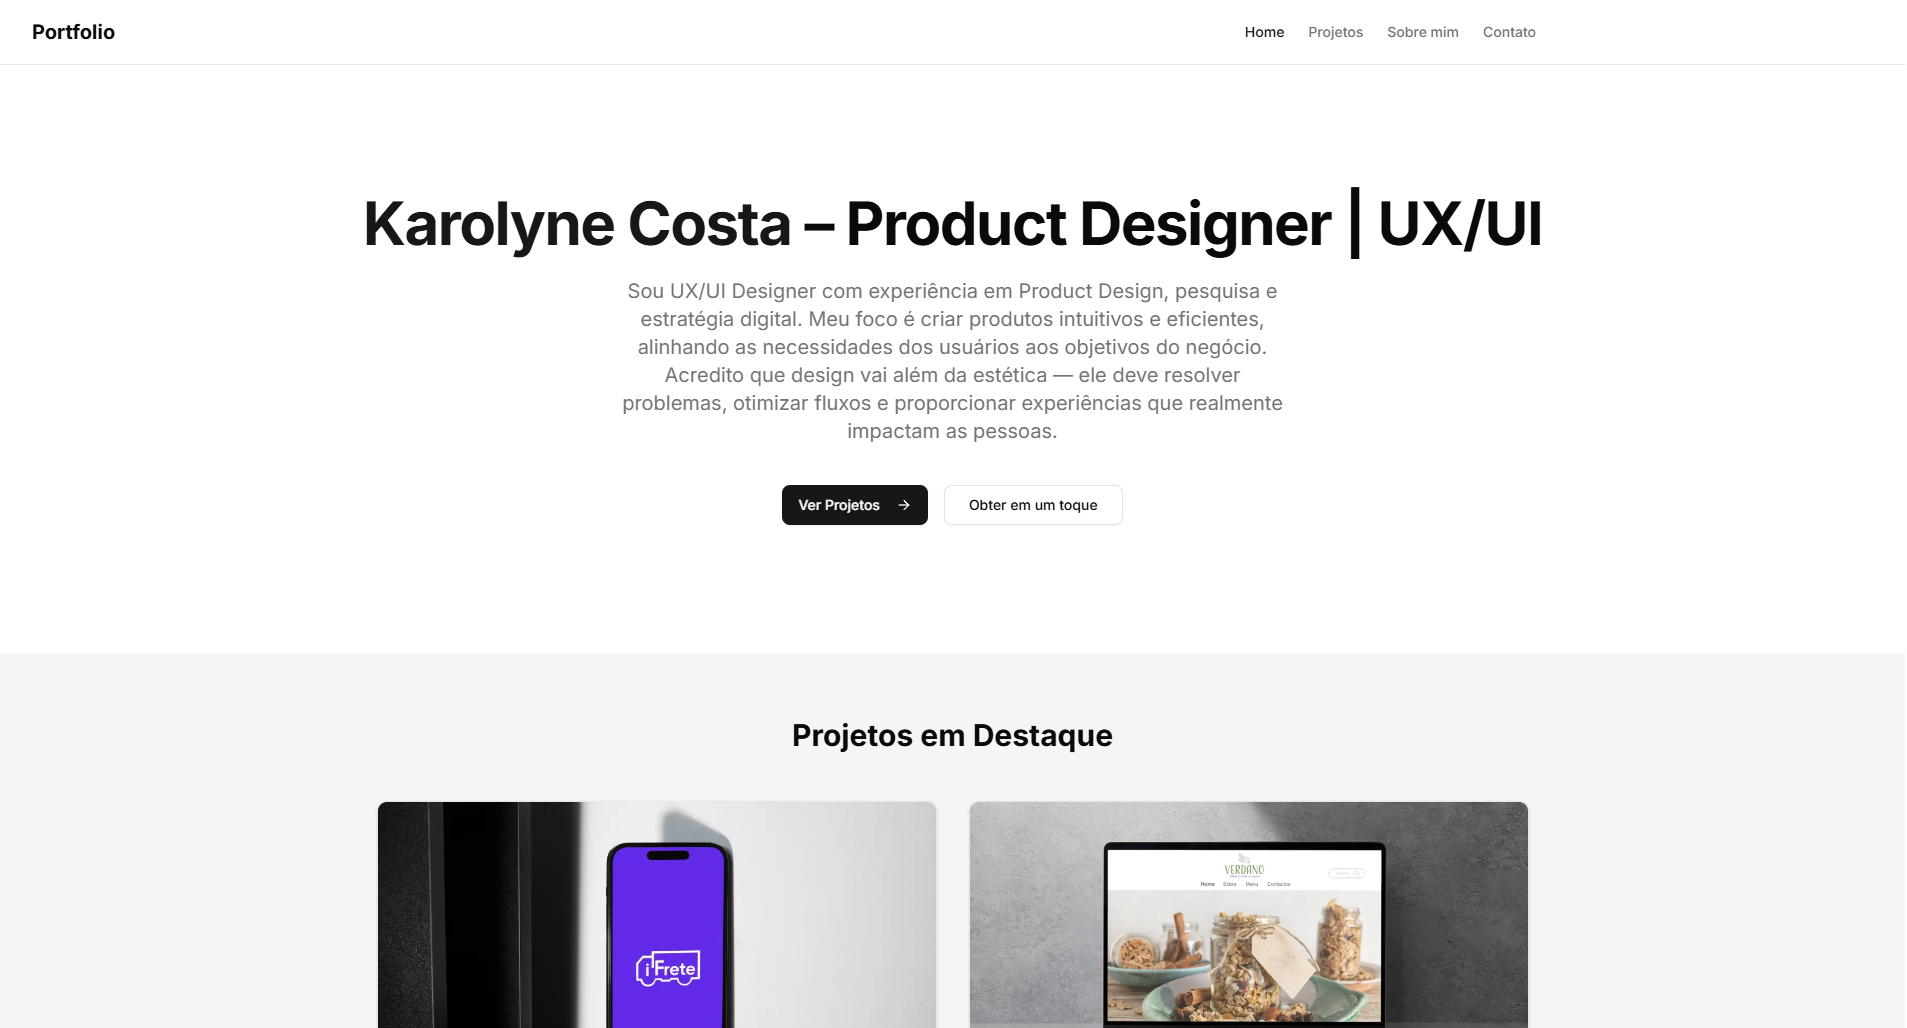 Portfolio
Home Projetos Sobre mim Contato
Karolyne Costa – Product Designer | UX/UI
Sou UX/UI Designer com experiência em Product Design, pesquisa e
estratégia digital. Meu foco é criar produtos intuitivos e eficientes,
alinhando as necessidades dos usuários aos objetivos do negócio.
Acredito que design vai além da estética — ele deve resolver
problemas, otimizar fluxos e proporcionar experiências que realmente
impactam as pessoas.
Ver Projetos
Obter em um toque
Projetos em Destaque
iFrete
VERDANO
Home Sobre Menu Contactos